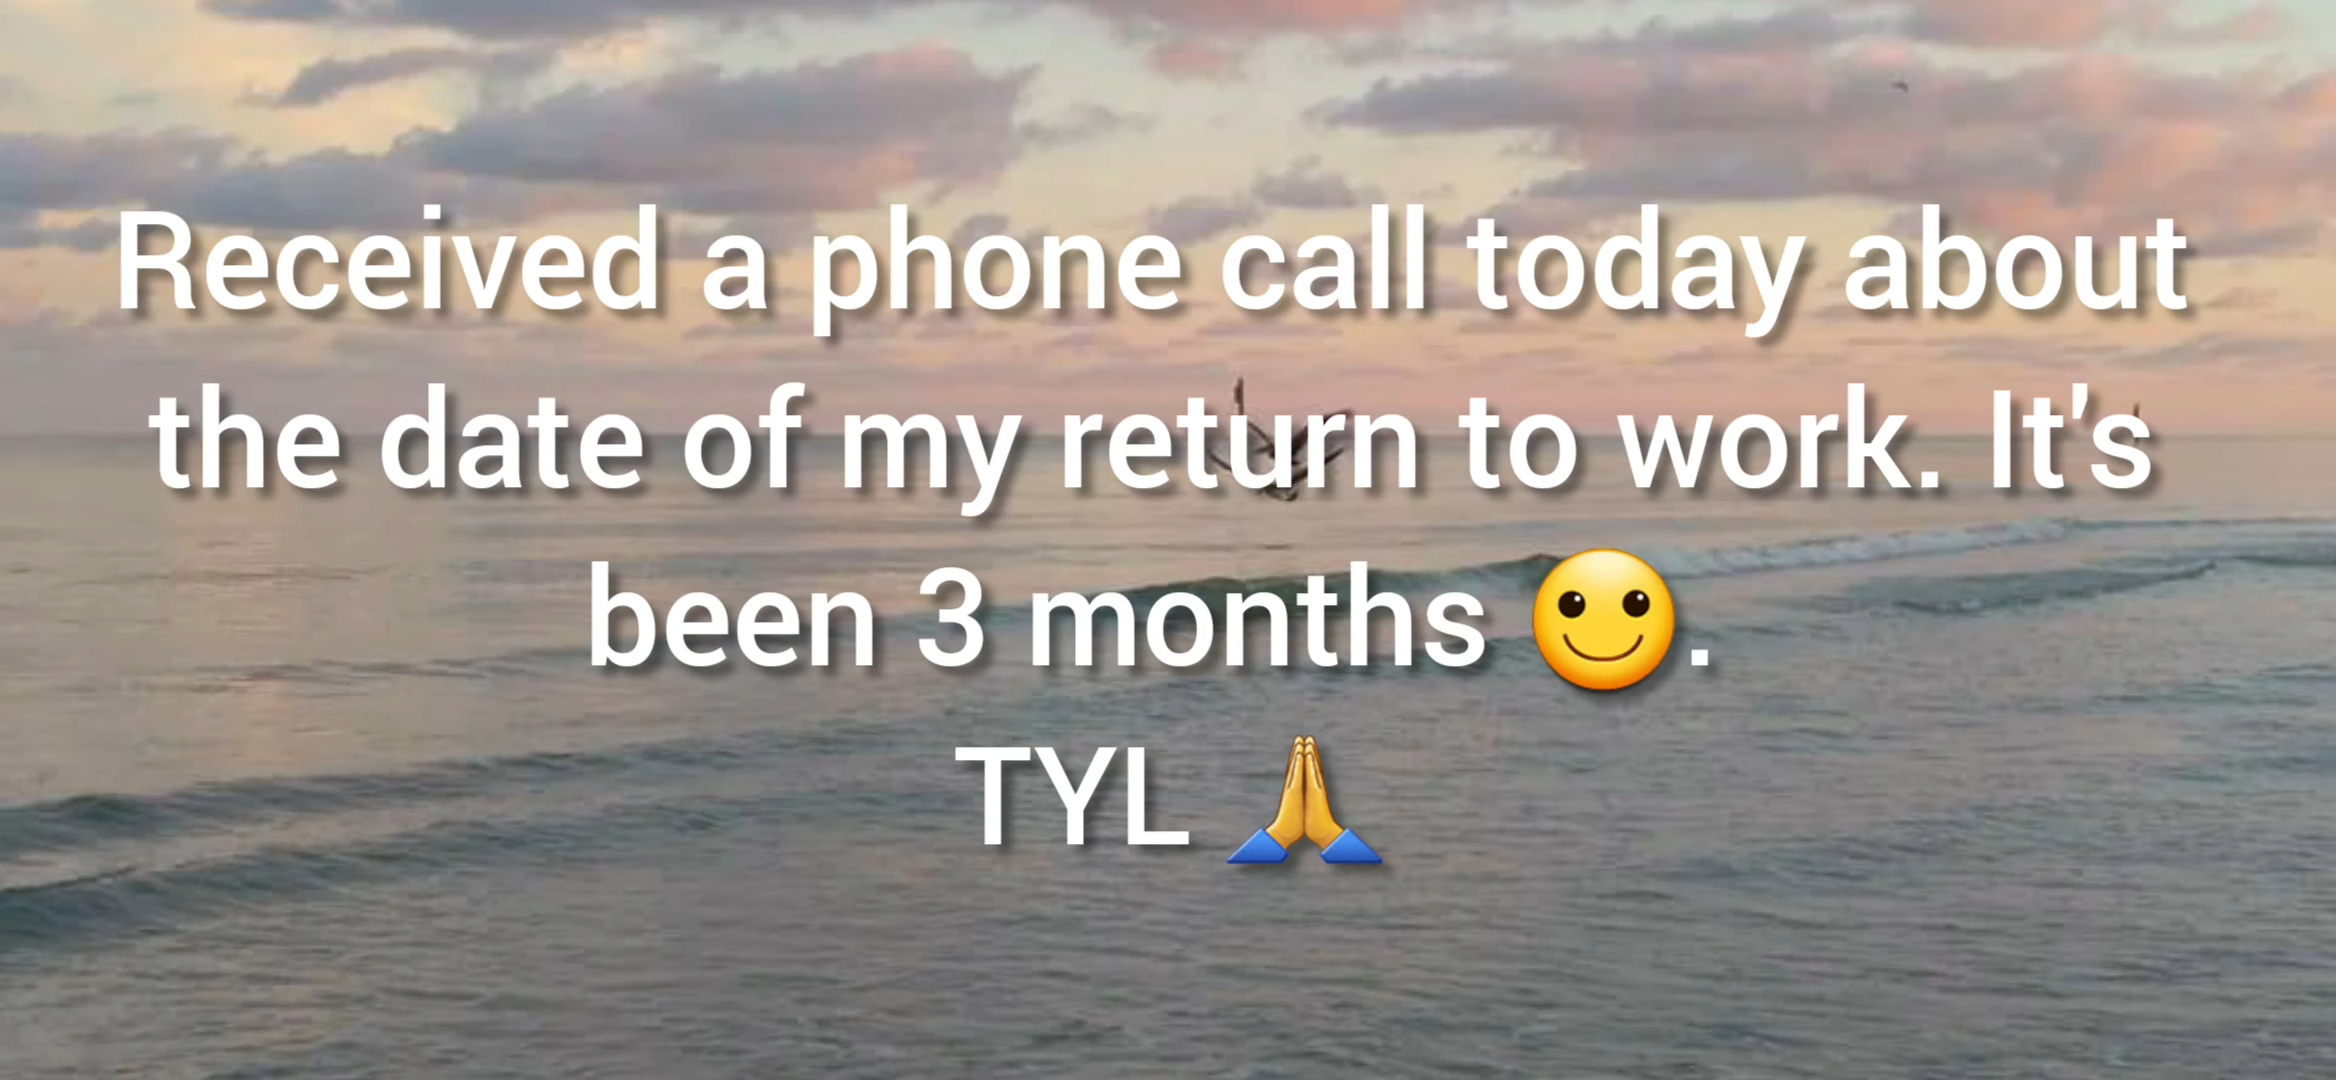 Received a phone call today about
the date of my return to work. It's
been 3 months 🙂.
TYL 🙏